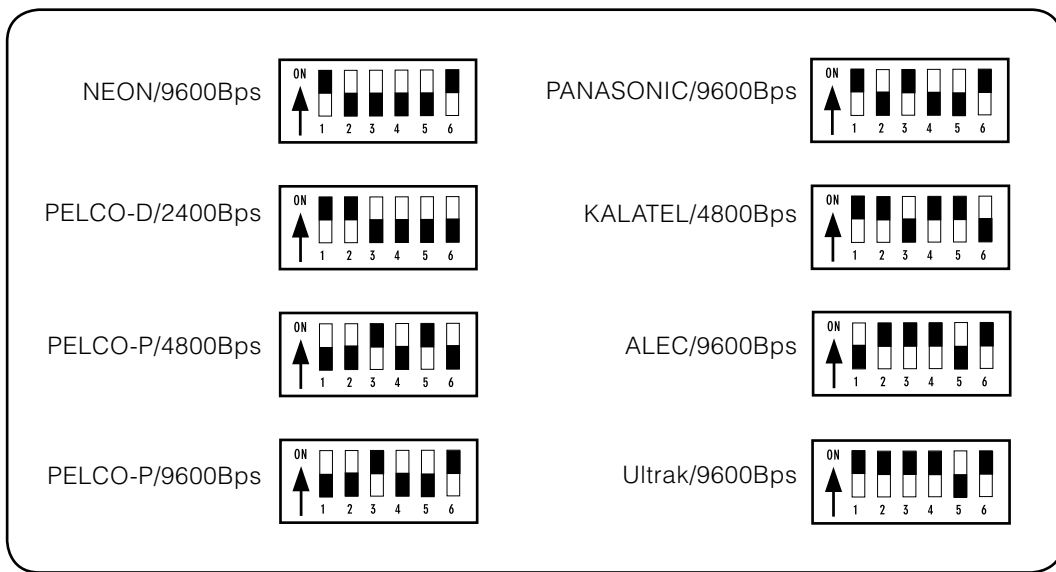 NEON/9600Bps
ON
1 2 3 4 5 6
PELCO-D/2400Bps
ON
1 2 3 4 5 6
PELCO-P/4800Bps
ON
1 2 3 4 5 6
PELCO-P/9600Bps
ON
1 2 3 4 5 6
PANASONIC/9600Bps
ON
1 2 3 4 5 6
KALATEL/4800Bps
ON
1 2 3 4 5 6
ALEC/9600Bps
ON
1 2 3 4 5 6
Ultrak/9600Bps
ON
1 2 3 4 5 6